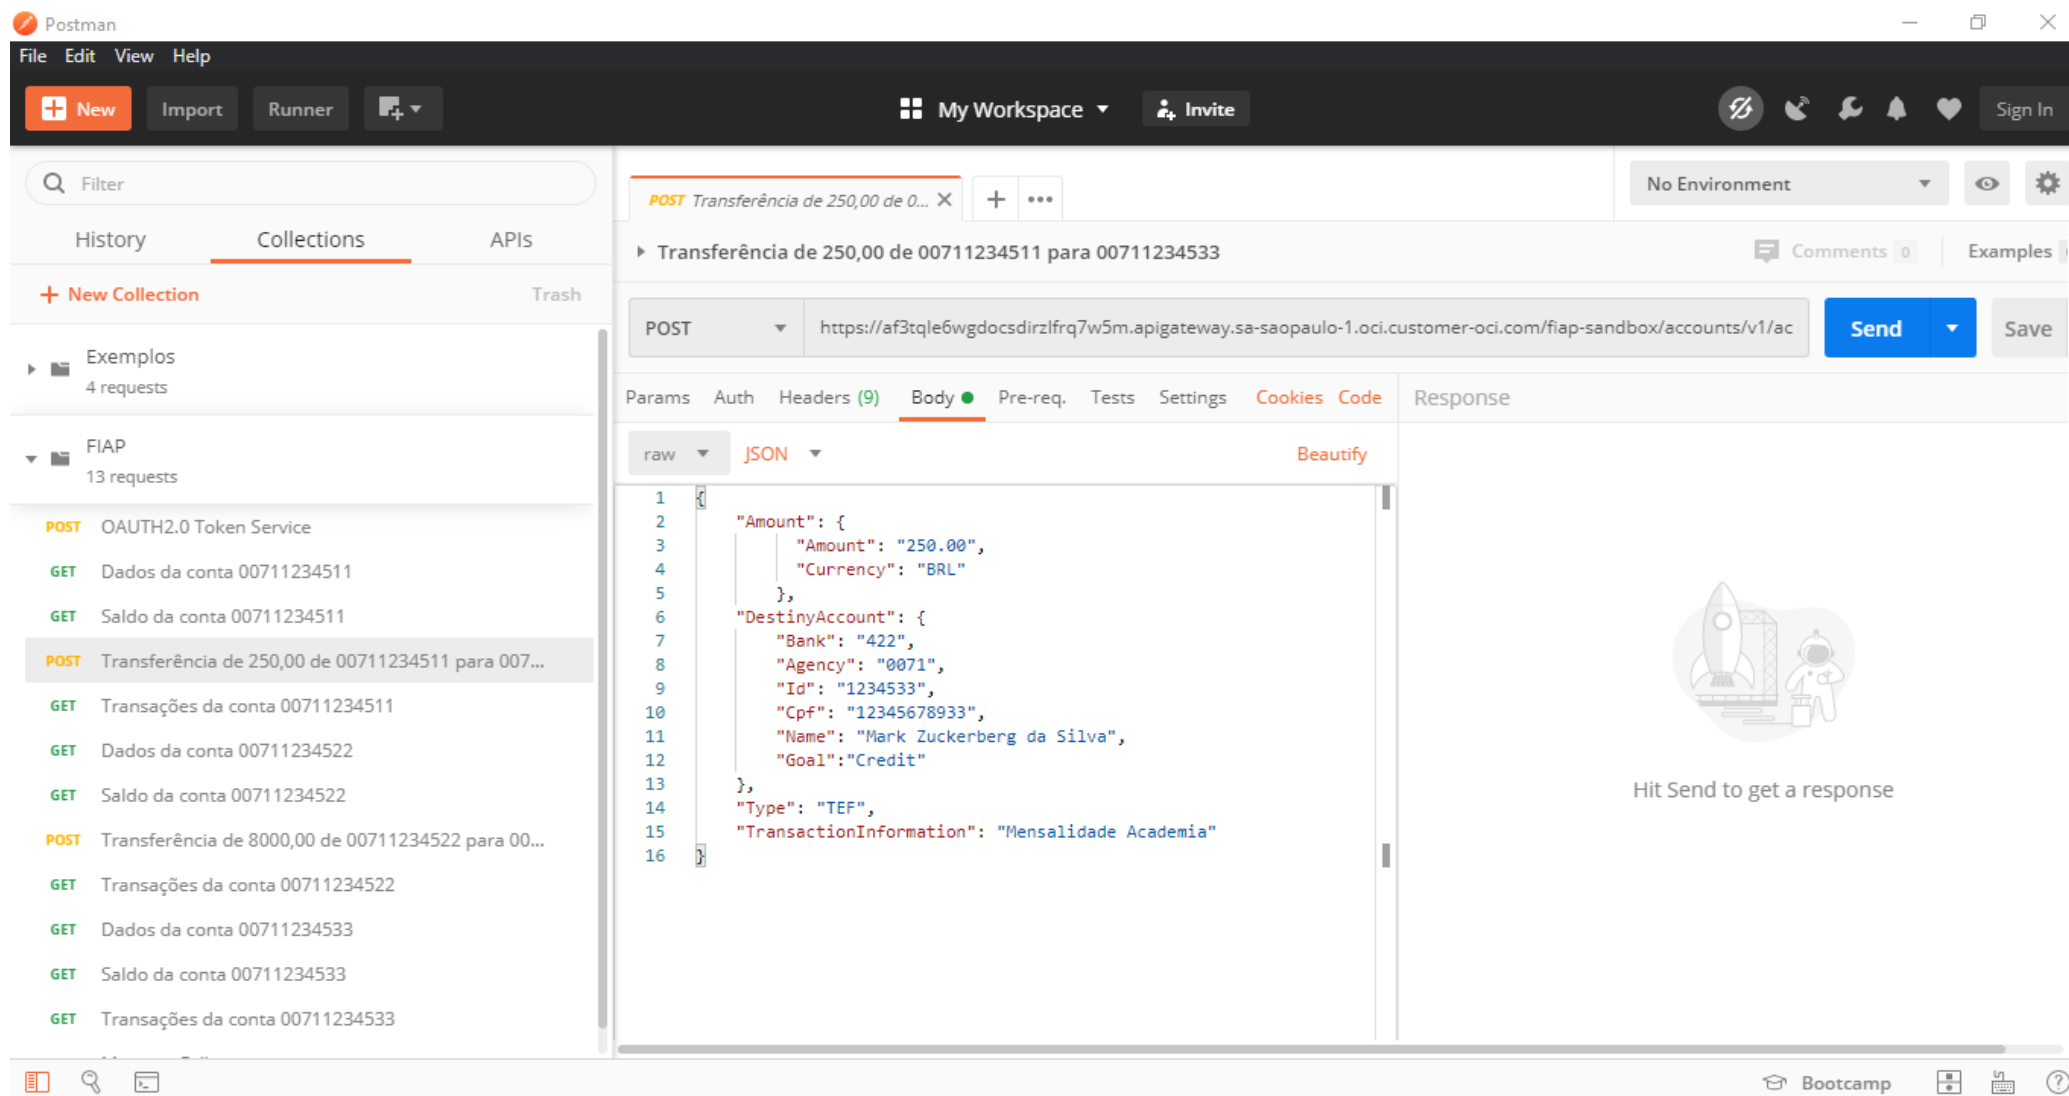 Postman
File Edit View Help
New Import Runner My Workspace Invite Sign In
Filter
History Collections APIs
New Collection Trash
Exemplos
4 requests
FIAP
13 requests
POST OAUTH2.0 Token Service
GET Dados da conta 00711234511
GET Saldo da conta 00711234511
POST Transferência de 250,00 de 00711234511 para 007...
GET Transações da conta 00711234511
GET Dados da conta 00711234522
GET Saldo da conta 00711234522
POST Transferência de 8000,00 de 00711234522 para 00...
GET Transações da conta 00711234522
GET Dados da conta 00711234533
GET Saldo da conta 00711234533
GET Transações da conta 00711234533
POST Transferência de 250,00 de 0...
No Environment
Transferência de 250,00 de 00711234511 para 00711234533
Comments 0 Examples
POST https://af3tqle6wgdocsdirzlfrq7w5m.apigateway.sa-saopaulo-1.oci.customer-oci.com/fiap-sandbox/accounts/v1/ac Send Save
Params Auth Headers (9) Body Pre-req. Tests Settings Cookies Code Response
raw JSON Beautify
1 {
2 "Amount": {
3 "Amount": "250.00",
4 "Currency": "BRL"
5 },
6 "DestinyAccount": {
7 "Bank": "422",
8 "Agency": "0071",
9 "Id": "1234533",
10 "Cpf": "12345678933",
11 "Name": "Mark Zuckerberg da Silva",
12 "Goal":"Credit"
13 },
14 "Type": "TEF",
15 "TransactionInformation": "Mensalidade Academia"
16 }
Hit Send to get a response
Bootcamp